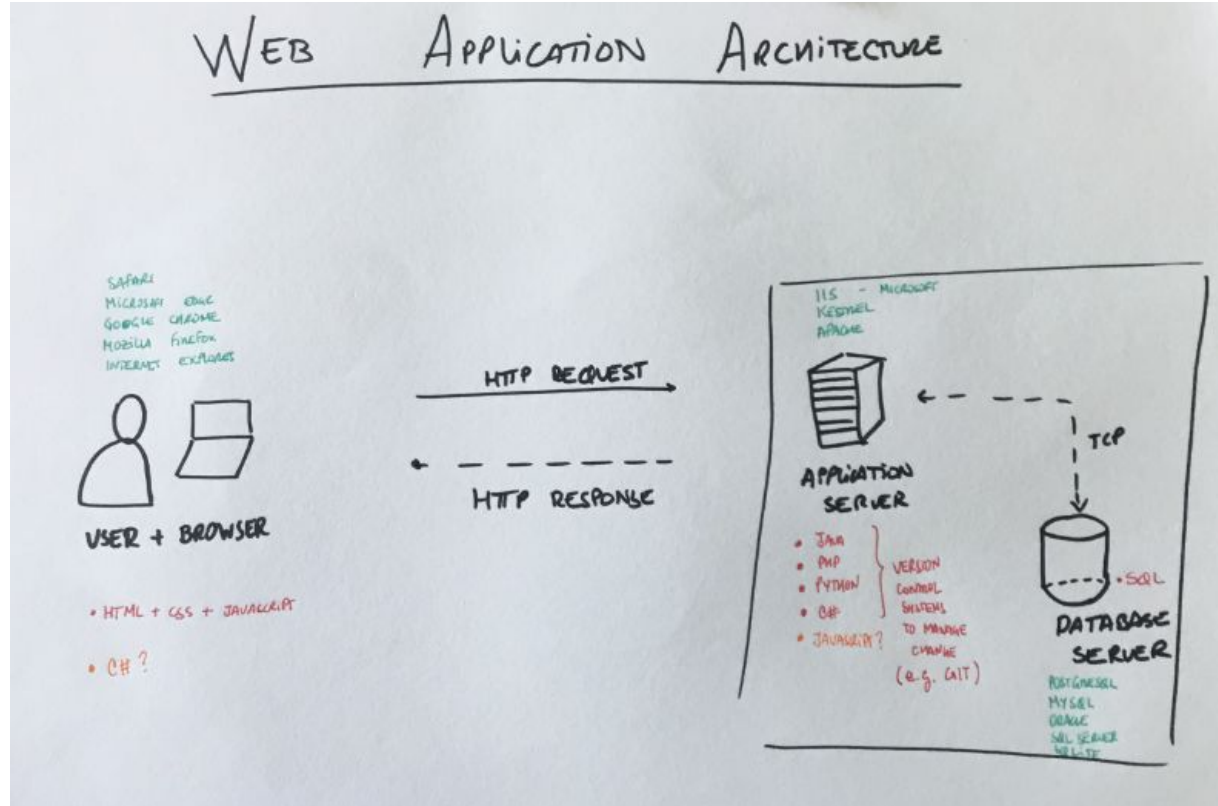 WEB APPLICATION ARCHITECTURE
SAFARI
MICROSOFT EDGE
GOOGLE CHROME
MOZILLA FIREFOX
INTERNET EXPLORER
USER + BROWSER
• HTML + CSS + JAVASCRIPT
• C# ?
HTTP REQUEST
HTTP RESPONSE
IIS - MICROSOFT
KESTREL
APACHE
APPLICATION
SERVER
• JAVA
• PHP
• PYTHON
• C#
• JAVASCRIPT?
VERSION
CONTROL
SYSTEMS
TO MANAGE
CHANGE
(e.g. GIT)
TCP
• SQL
DATABASE
SERVER
POSTGRESQL
MYSQL
ORACLE
SQL SERVER
SQLITE